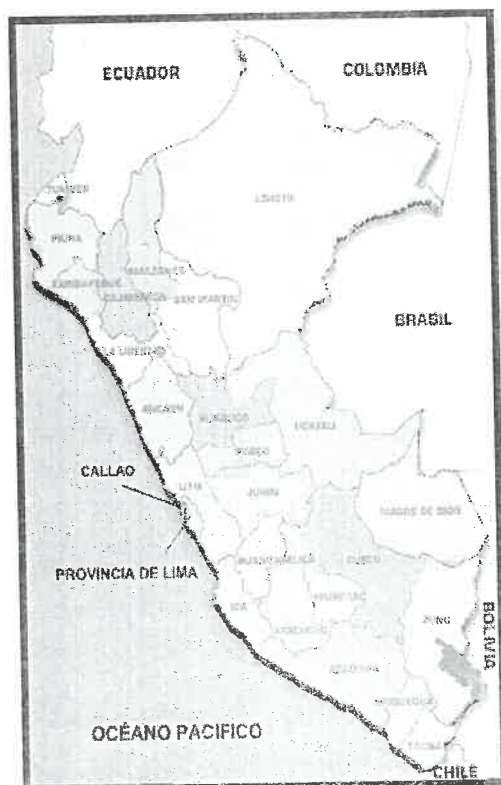 ECUADOR
COLOMBIA
TUMBES
LORETO
PIURA
AMAZONAS
LAMBAYEQUE
CAJAMARCA
SAN MARTIN
BRASIL
LA LIBERTAD
ANCASH
HUANUCO
UCAYALI
PASCO
CALLAO
LIMA
JUNIN
MADRE DE DIOS
PROVINCIA DE LIMA
HUANCAVELICA
CUSCO
ICA
APURIMAC
AYACUCHO
PUNO
BOLIVIA
AREQUIPA
MOQUEGUA
OCÉANO PACIFICO
TACNA
CHILE